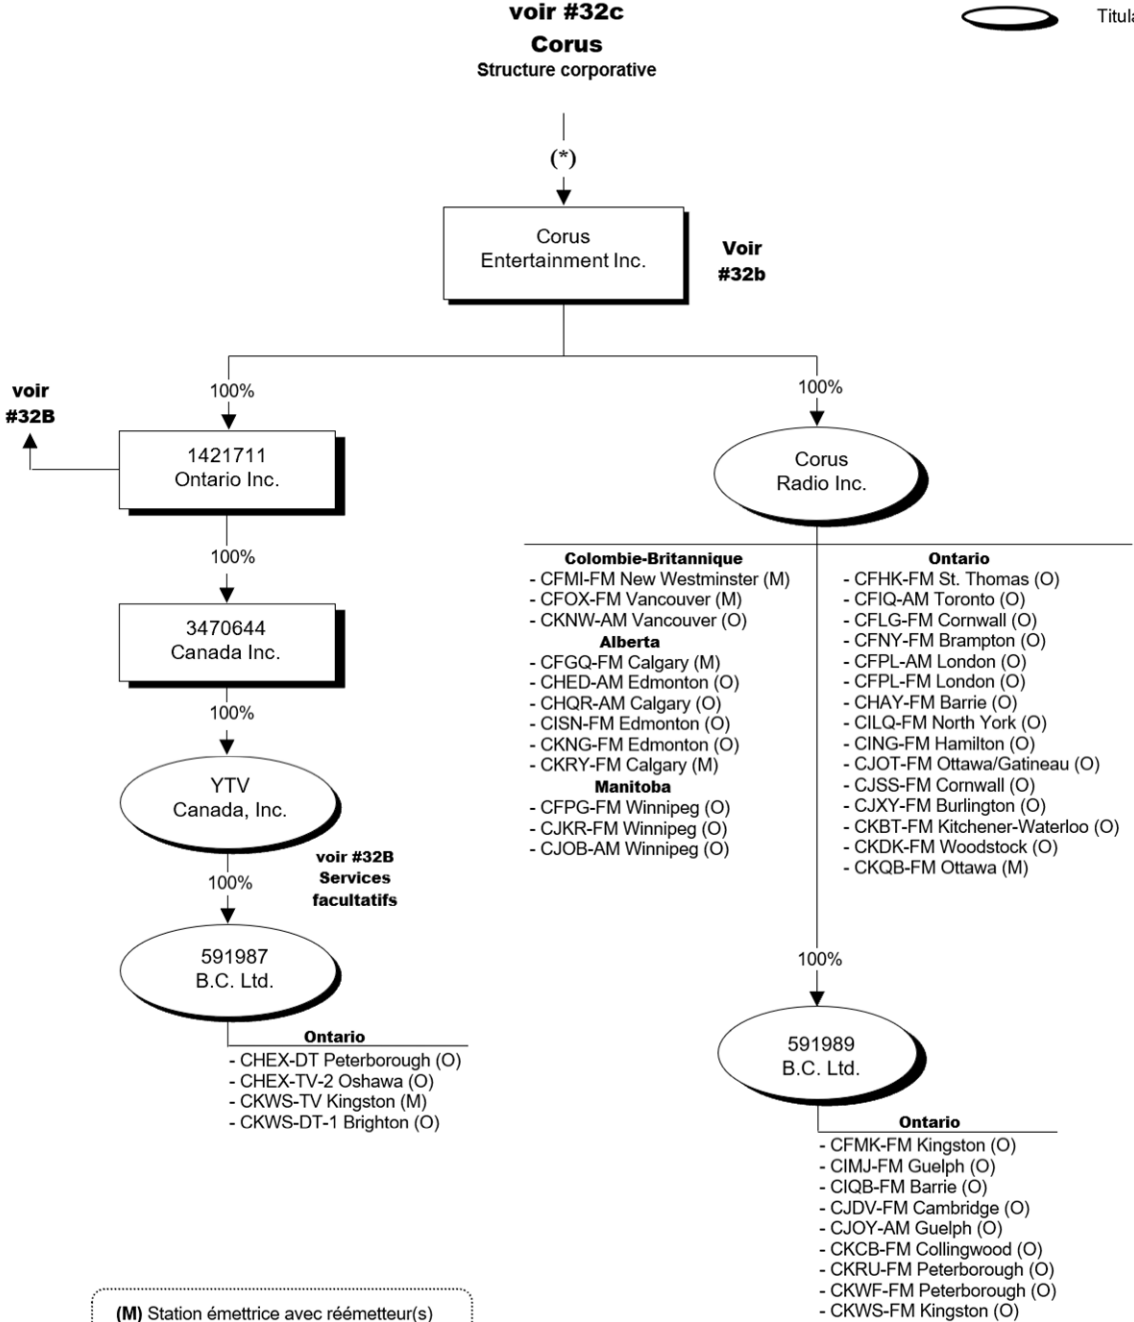 voir #32c
Corus
Structure corporative
(*)
Corus
Entertainment Inc.
Voir
#32b
100%
100%
voir
#32B
1421711
Ontario Inc.
Corus
Radio Inc.
100%
3470644
Canada Inc.
100%
YTV
Canada, Inc.
voir #32B
Services
facultatifs
100%
591987
B.C. Ltd.
Ontario
- CHEX-DT Peterborough (O)
- CHEX-TV-2 Oshawa (O)
- CKWS-TV Kingston (M)
- CKWS-DT-1 Brighton (O)
Colombie-Britannique
- CFMI-FM New Westminster (M)
- CFOX-FM Vancouver (M)
- CKNW-AM Vancouver (O)
Alberta
- CFGQ-FM Calgary (M)
- CHED-AM Edmonton (O)
- CHQR-AM Calgary (O)
- CISN-FM Edmonton (O)
- CKNG-FM Edmonton (O)
- CKRY-FM Calgary (M)
Manitoba
- CFPG-FM Winnipeg (O)
- CJKR-FM Winnipeg (O)
- CJOB-AM Winnipeg (O)
Ontario
- CFHK-FM St. Thomas (O)
- CFIQ-AM Toronto (O)
- CFLG-FM Cornwall (O)
- CFNY-FM Brampton (O)
- CFPL-AM London (O)
- CFPL-FM London (O)
- CHAY-FM Barrie (O)
- CILQ-FM North York (O)
- CING-FM Hamilton (O)
- CJOT-FM Ottawa/Gatineau (O)
- CJSS-FM Cornwall (O)
- CJXY-FM Burlington (O)
- CKBT-FM Kitchener-Waterloo (O)
- CKDK-FM Woodstock (O)
- CKQB-FM Ottawa (M)
100%
591989
B.C. Ltd.
Ontario
- CFMK-FM Kingston (O)
- CIMJ-FM Guelph (O)
- CIQB-FM Barrie (O)
- CJDV-FM Cambridge (O)
- CJOY-AM Guelph (O)
- CKCB-FM Collingwood (O)
- CKRU-FM Peterborough (O)
- CKWF-FM Peterborough (O)
- CKWS-FM Kingston (O)
(M) Station émettrice avec réémetteur(s)